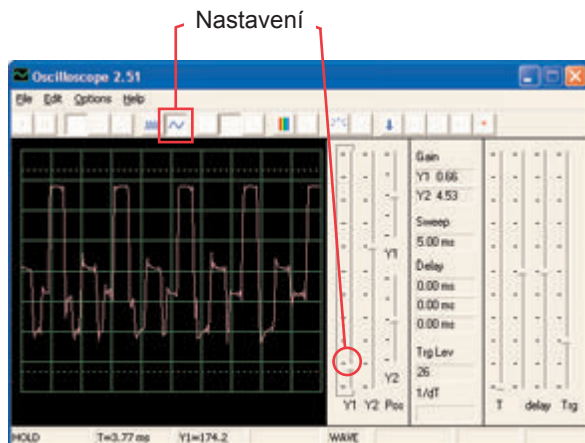 Nastavení
Oscilloscope 2.51
File Edit Options Help
Gain
Y1 0.66
Y2 4.53
Sweep
5.00 ms
Delay
0.00 ms
0.00 ms
0.00 ms
Trg Lev
26
1/dT
Y1
Y2
Y1 Y2 Pos
T delay Trg
HOLD T=3.77 ms Y1=174.2 WAVE